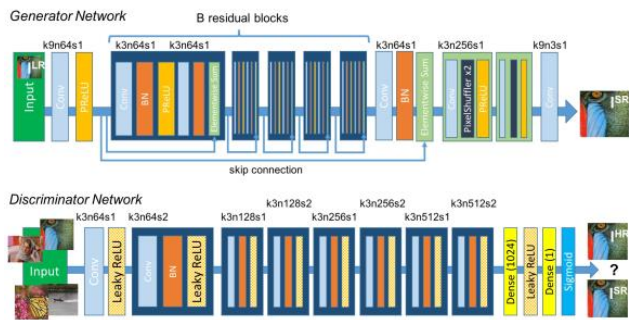 Generator Network
B residual blocks
k9n64s1 k3n64s1 k3n64s1 k3n64s1 k3n256s1 k9n3s1
I LR
Input
Conv
PReLU
Conv
BN
PReLU
Elementwise Sum
Conv
BN
Elementwise Sum
Conv
PixelShuffler x2
PReLU
Conv
I SR
skip connection
Discriminator Network
k3n128s2 k3n256s2 k3n512s2
k3n64s1 k3n64s2 k3n128s1 k3n256s1 k3n512s1
Input
Conv
Leaky ReLU
Conv
BN
Leaky ReLU
Dense (1024)
Leaky ReLU
Dense (1)
Sigmoid
I HR
?
I SR